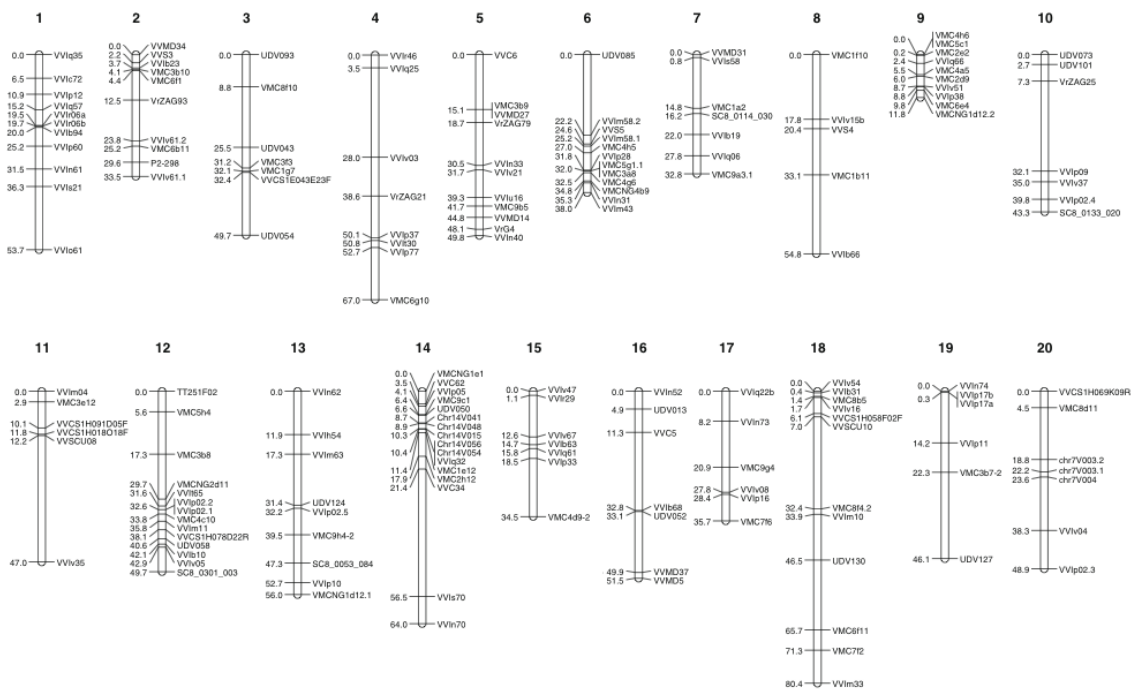 1
0.0 VVIq35
6.5 VVIc72
10.9 VVIp12
15.2 VVIq57
19.5 VVIr06a
19.7 VVIr06b
20.0 VVIb94
25.2 VVIp60
31.5 VVIn61
36.3 VVIs21
53.7 VVIc61
2
0.0 VVMD34
2.2 VVS3
3.7 VVIb23
4.1 VMC3b10
4.4 VMC6f1
12.5 VrZAG93
23.8 VVIv61.2
25.2 VMC6b11
29.6 P2-298
33.5 VVIv61.1
3
0.0 UDV093
8.8 VMC8f10
25.5 UDV043
31.2 VMC3f3
32.1 VMC1g7
32.4 VVCS1E043E23F
49.7 UDV054
4
0.0 VVIr46
3.5 VVIq25
28.0 VVIv03
38.6 VrZAG21
50.1 VVIp37
50.8 VVIt30
52.7 VVIp77
67.0 VMC6g10
5
0.0 VVC6
15.1 VMC3b9
VVMD27
18.7 VrZAG79
30.5 VVIn33
31.7 VVIv21
39.3 VVIu16
41.7 VMC9b5
44.8 VVMD14
48.1 VrG4
49.8 VVIn40
6
0.0 UDV085
22.2 VVIm58.2
24.6 VVS5
25.2 VVIm58.1
27.0 VMC4h5
31.8 VVIp28
32.0 VMC5g1.1
VMC3a8
32.5 VMC4g6
34.8 VMCNG4b9
35.3 VVIn31
38.0 VVIm43
7
0.0 VVMD31
0.8 VVIs58
14.8 VMC1a2
16.2 SC8_0114_030
22.0 VVIb19
27.8 VVIq06
32.8 VMC9a3.1
8
0.0 VMC1f10
17.8 VVIv15b
20.4 VVS4
33.1 VMC1b11
54.8 VVIb66
9
0.0 VMC4h6
VMC5c1
0.2 VMC2e2
2.4 VVIq66
5.5 VMC4a5
6.0 VMC2d9
8.7 VVIv51
8.8 VVIp38
9.8 VMC6e4
11.8 VMCNG1d12.2
10
0.0 UDV073
2.7 UDV101
7.3 VrZAG25
32.1 VVIp09
35.0 VVIv37
39.8 VVIp02.4
43.3 SC8_0133_020
11
0.0 VVIm04
2.9 VMC3e12
10.1 VVCS1H091D05F
11.8 VVCS1H018O18F
12.2 VVSCU08
47.0 VVIv35
12
0.0 TT251F02
5.6 VMC5h4
17.3 VMC3b8
29.7 VMCNG2d11
31.6 VVIt65
32.6 VVIp02.2
VVIp02.1
33.8 VMC4c10
35.8 VVIm11
38.1 VVCS1H078D22R
40.6 UDV058
42.1 VVIb10
42.9 VVIv05
49.7 SC8_0301_003
13
0.0 VVIn62
11.9 VVIh54
17.3 VVIm63
31.4 UDV124
32.2 VVIp02.5
39.5 VMC9h4-2
47.3 SC8_0053_084
52.7 VVIp10
56.0 VMCNG1d12.1
14
0.0 VMCNG1e1
3.5 VVC62
4.1 VVIp05
6.4 VMC9c1
6.6 UDV050
8.7 Chr14V041
8.9 Chr14V048
10.3 Chr14V015
Chr14V056
10.4 Chr14V054
VVIq32
11.4 VMC1e12
17.9 VMC2h12
21.4 VVC34
56.5 VVIs70
64.0 VVIn70
15
0.0 VVIv47
1.1 VVIr29
12.6 VVIv67
14.7 VVIb63
15.8 VVIq61
18.5 VVIp33
34.5 VMC4d9-2
16
0.0 VVIn52
4.9 UDV013
11.3 VVC5
32.8 VVIb68
33.1 UDV052
49.9 VVMD37
51.5 VVMD5
17
0.0 VVIq22b
8.2 VVIn73
20.9 VMC9g4
27.8 VVIv08
28.4 VVIp16
35.7 VMC7f6
18
0.0 VVIv54
0.4 VVIb31
1.4 VMC8b5
1.7 VVIv16
6.1 VVCS1H058F02F
7.0 VVSCU10
32.4 VMC8f4.2
33.9 VVIm10
46.5 UDV130
65.7 VMC6f11
71.3 VMC7f2
80.4 VVIm33
19
0.0 VVIn74
0.3 VVIp17b
VVIp17a
14.2 VVIp11
22.3 VMC3b7-2
46.1 UDV127
20
0.0 VVCS1H069K09R
4.5 VMC8d11
18.8 chr7V003.2
22.2 chr7V003.1
23.6 chr7V004
38.3 VVIv04
48.9 VVIp02.3